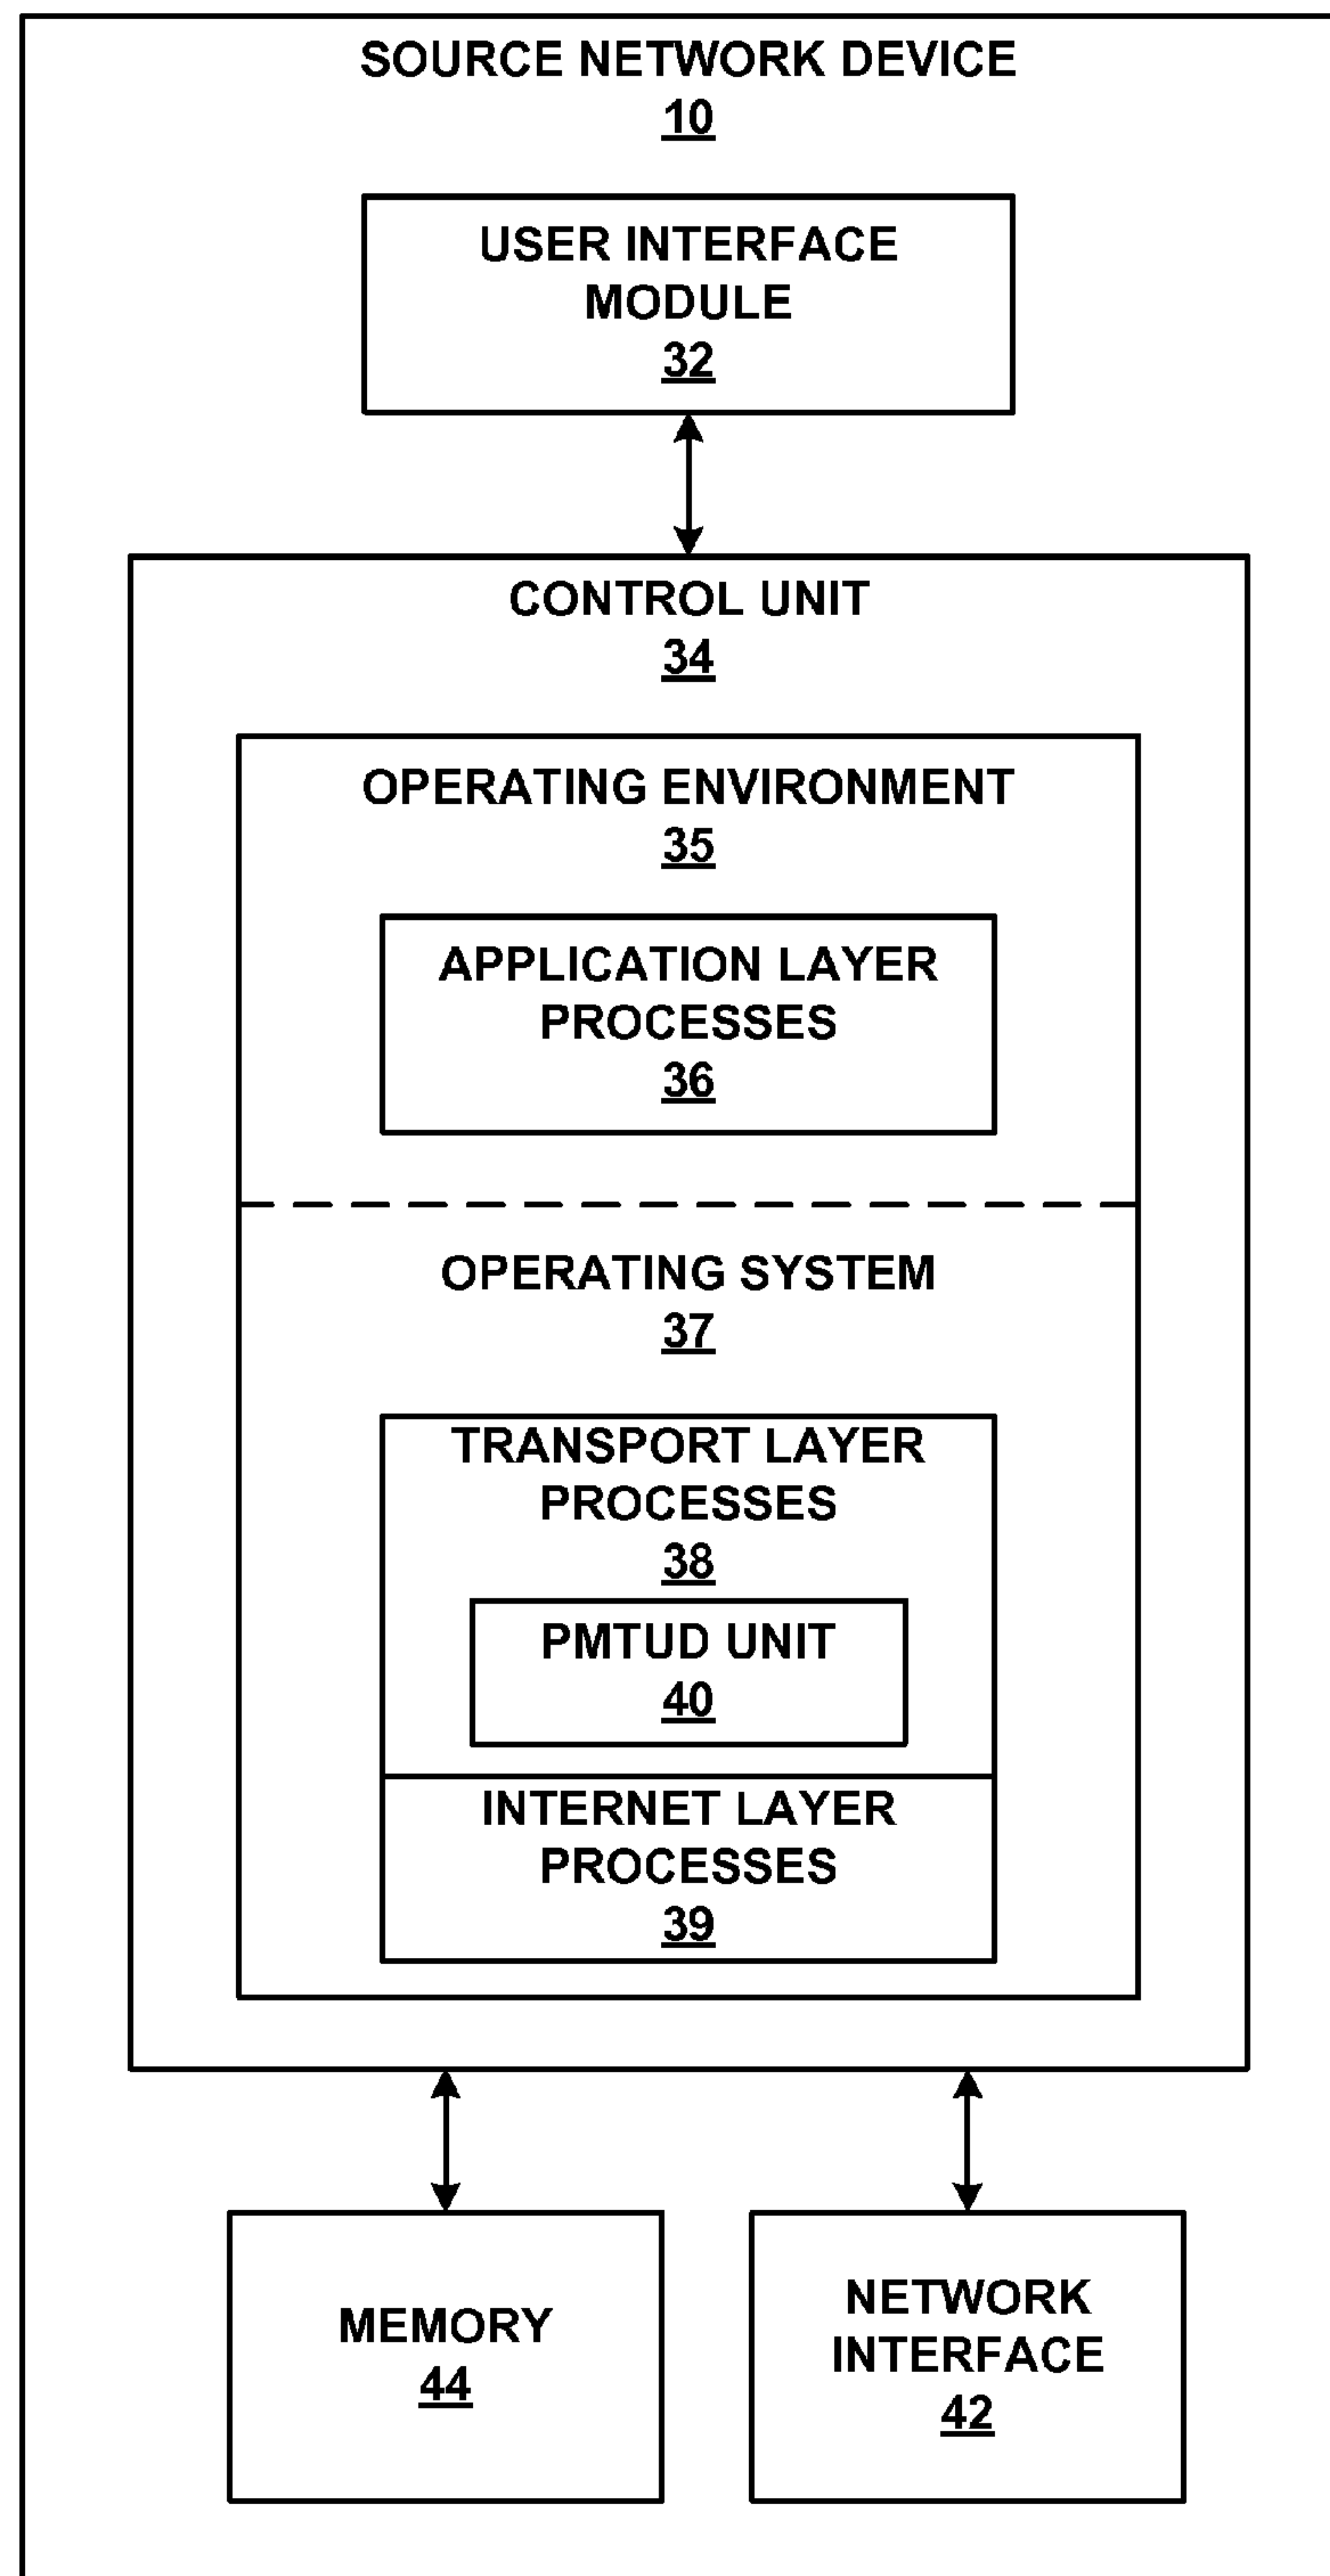 SOURCE NETWORK DEVICE
10
USER INTERFACE
MODULE
32
CONTROL UNIT
34
OPERATING ENVIRONMENT
35
APPLICATION LAYER
PROCESSES
36
OPERATING SYSTEM
37
TRANSPORT LAYER
PROCESSES
38
PMTUD UNIT
40
INTERNET LAYER
PROCESSES
39
MEMORY
44
NETWORK
INTERFACE
42